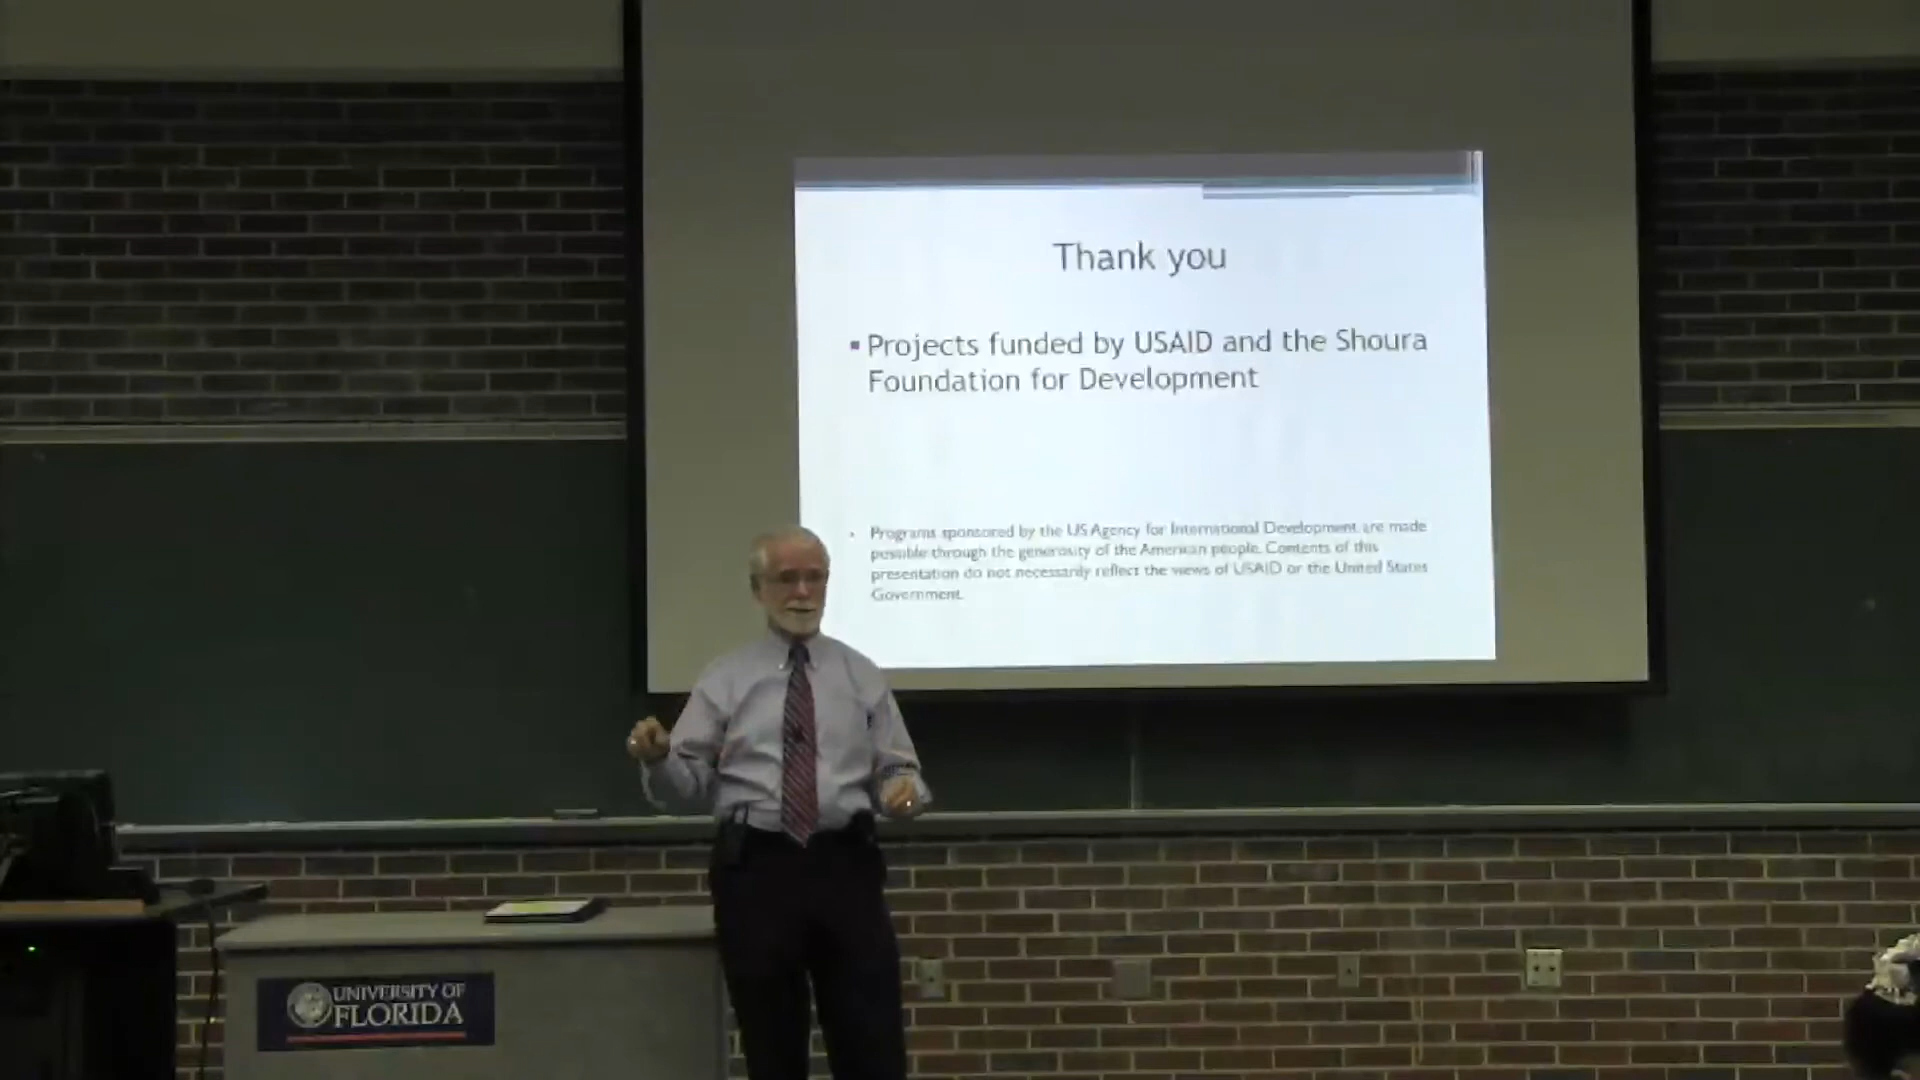 Thank you
▪ Projects funded by USAID and the Shoura
Foundation for Development
• Programs sponsored by the US Agency for International Development are made
possible through the generosity of the American people. Contents of this
presentation do not necessarily reflect the views of USAID or the United States
Government.
UNIVERSITY OF
FLORIDA